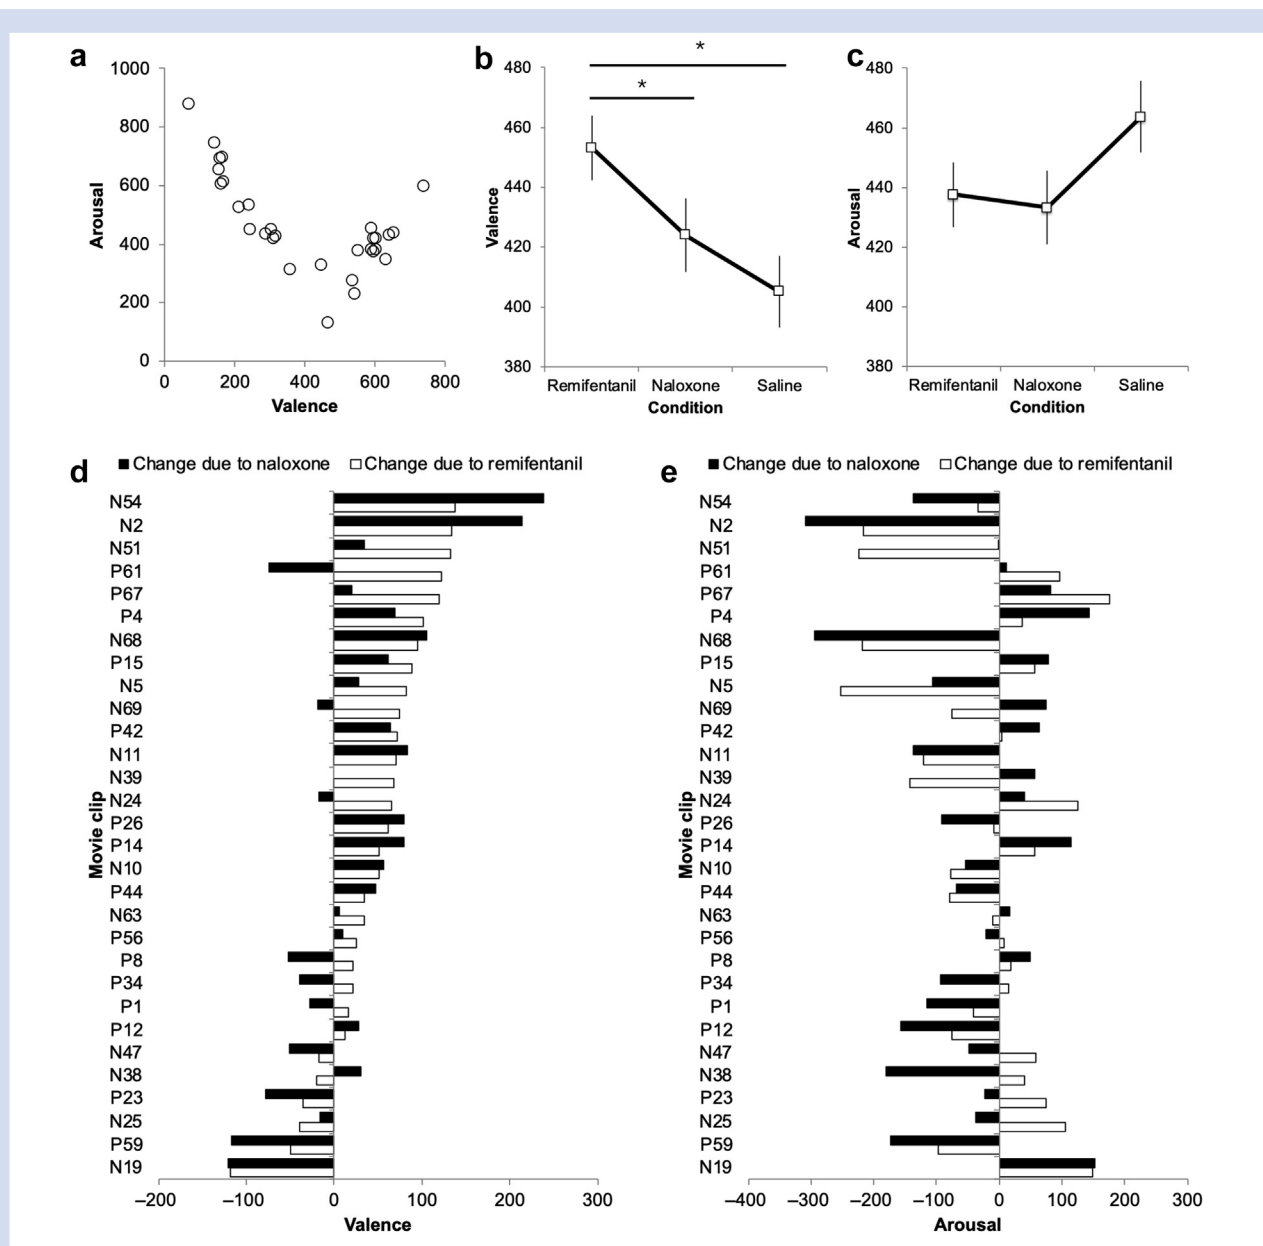 a
1000
800
600
400
200
0
Arousal
0 200 400 600 800
Valence
b
*
*
480
460
440
420
400
380
Valence
Remifentanil Naloxone Saline
Condition
c
480
460
440
420
400
380
Arousal
Remifentanil Naloxone Saline
Condition
d
Change due to naloxone Change due to remifentanil
Movie clip
N54
N2
N51
P61
P67
P4
N68
P15
N5
N69
P42
N11
N39
N24
P26
P14
N10
P44
N63
P56
P8
P34
P1
P12
N47
N38
P23
N25
P59
N19
–200 –100 0 100 200 300
Valence
e
Change due to naloxone Change due to remifentanil
Movie clip
N54
N2
N51
P61
P67
P4
N68
P15
N5
N69
P42
N11
N39
N24
P26
P14
N10
P44
N63
P56
P8
P34
P1
P12
N47
N38
P23
N25
P59
N19
–400 –300 –200 –100 0 100 200 300
Arousal